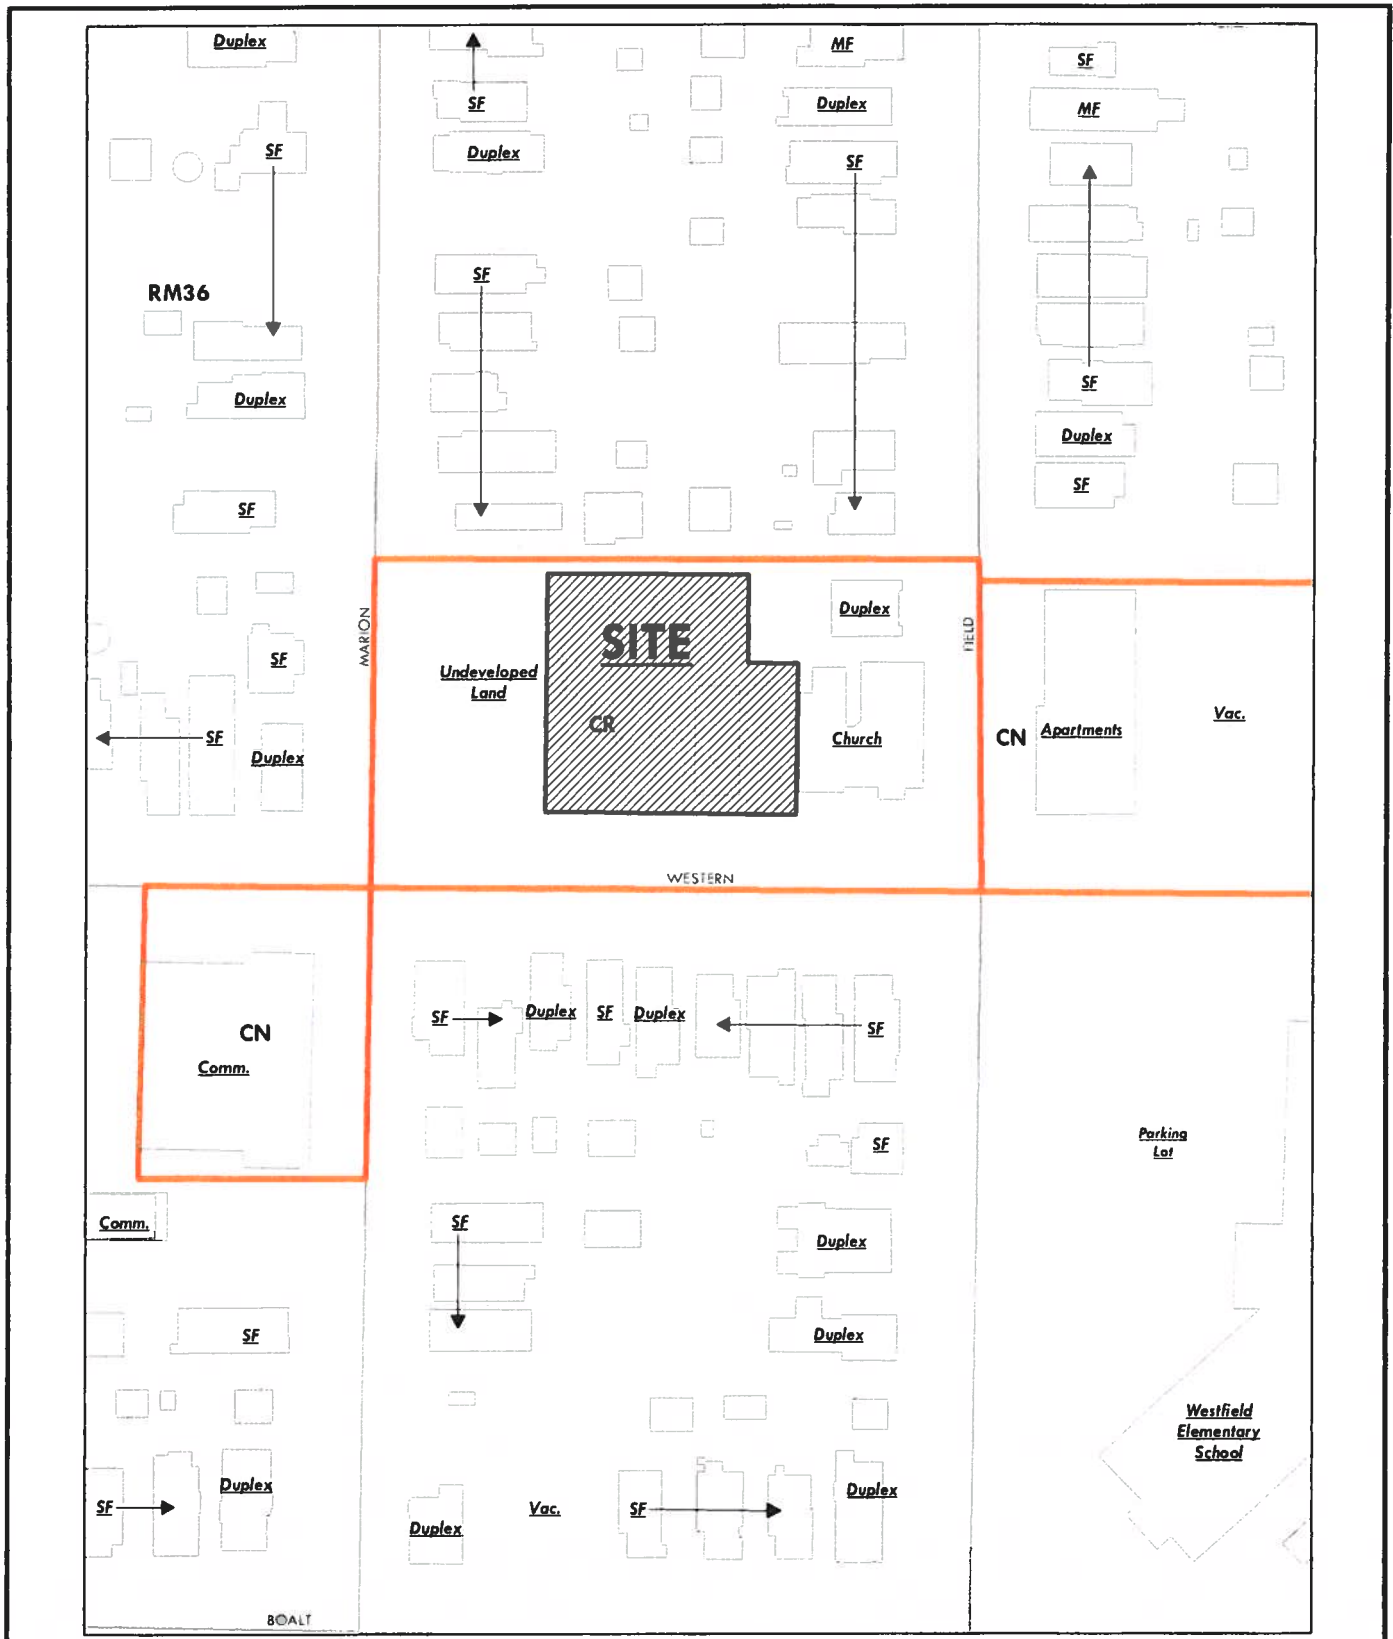 Duplex
MF
SF
SF
Duplex
MF
SF
Duplex
SF
SF
RM36
SF
Duplex
Duplex
SF
SF
SF
MARION
SITE
Duplex
FIELD
SF
Undeveloped
Land
CR
Vac.
SF
Duplex
Church
CN
Apartments
WESTERN
SF
Duplex
SF
Duplex
SF
CN
Comm.
Parking
Lot
SF
Comm.
SF
Duplex
SF
Duplex
Westfield
Elementary
School
SF
Duplex
Duplex
Vac.
SF
Duplex
BOALT